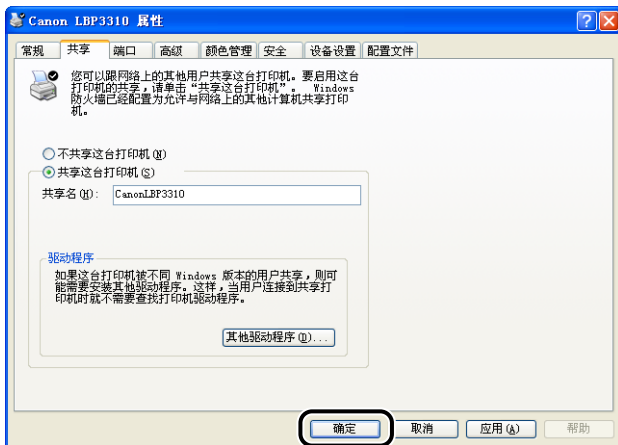 Canon LBP3310 属性
常规 共享 端口 高级 颜色管理 安全 设备设置 配置文件
您可以跟网络上的其他用户共享这台打印机。要启用这台
打印机的共享，请单击“共享这台打印机”。 Windows
防火墙已经配置为允许与网络上的其他计算机共享打印
机。
不共享这台打印机(N)
共享这台打印机(S)
共享名(H): CanonLBP3310
驱动程序
如果这台打印机被不同 Windows 版本的用户共享，则可
能需要安装其他驱动程序。这样，当用户连接到共享打
印机时就不需要查找打印机驱动程序。
其他驱动程序(D)...
确定 取消 应用(A) 帮助